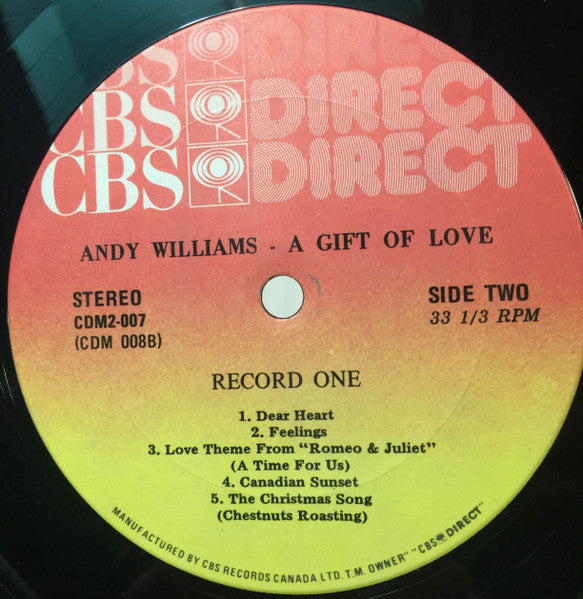 CBS DIRECT
CBS DIRECT
CBS DIRECT
ANDY WILLIAMS - A GIFT OF LOVE
STEREO
CDM2-007
(CDM 008B)
SIDE TWO
33 1/3 RPM
RECORD ONE
1. Dear Heart
2. Feelings
3. Love Theme From “Romeo & Juliet”
(A Time For Us)
4. Canadian Sunset
5. The Christmas Song
(Chestnuts Roasting)
MANUFACTURED BY CBS RECORDS CANADA LTD. T.M. OWNER" "CBS DIRECT"